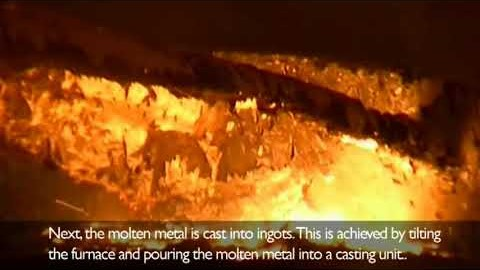 Next, the molten metal is cast into ingots. This is achieved by tilting
the furnace and pouring the molten metal into a casting unit..